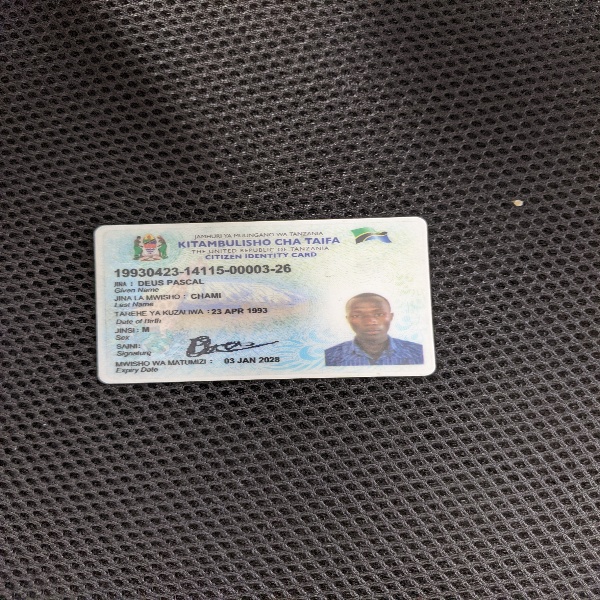 JAMHURI YA MUUNGANO WA TANZANIA
KITAMBULISHO CHA TAIFA
THE UNITED REPUBLIC OF TANZANIA
CITIZEN IDENTITY CARD
19930423-14115-00003-26
JINA : DEUS PASCAL
Given Name
JINA LA MWISHO : CHAMI
Last Name
TAREHE YA KUZALIWA : 23 APR 1993
Date of Birth
JINSI : M
Sex
SAINI:
Signature
MWISHO WA MATUMIZI : 03 JAN 2028
Expiry Date